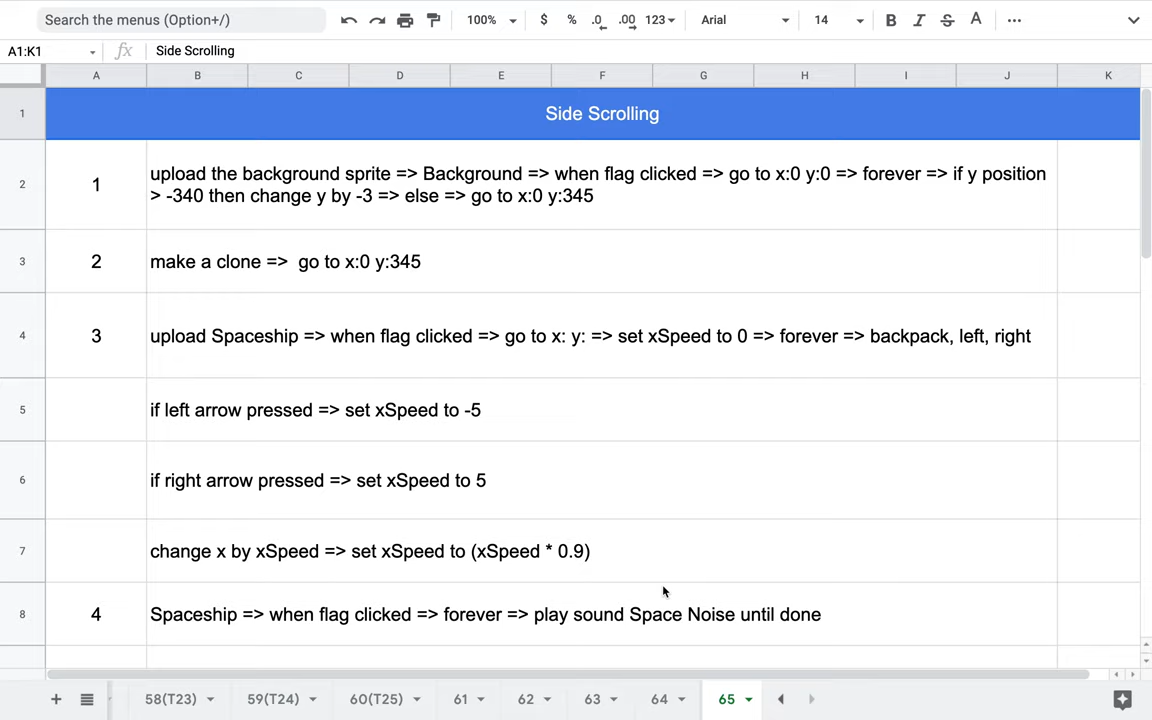 Search the menus (Option+/)
100%
$ % .0 .00 123
Arial
14
B I S A
A1:K1
fx
Side Scrolling
A B C D E F G H I J K
1 Side Scrolling
2 1 upload the background sprite => Background => when flag clicked => go to x:0 y:0 => forever => if y position
> -340 then change y by -3 => else => go to x:0 y:345
3 2 make a clone =>  go to x:0 y:345
4 3 upload Spaceship => when flag clicked => go to x: y: => set xSpeed to 0 => forever => backpack, left, right
5 if left arrow pressed => set xSpeed to -5
6 if right arrow pressed => set xSpeed to 5
7 change x by xSpeed => set xSpeed to (xSpeed * 0.9)
8 4 Spaceship => when flag clicked => forever => play sound Space Noise until done
58(T23) 59(T24) 60(T25) 61 62 63 64 65